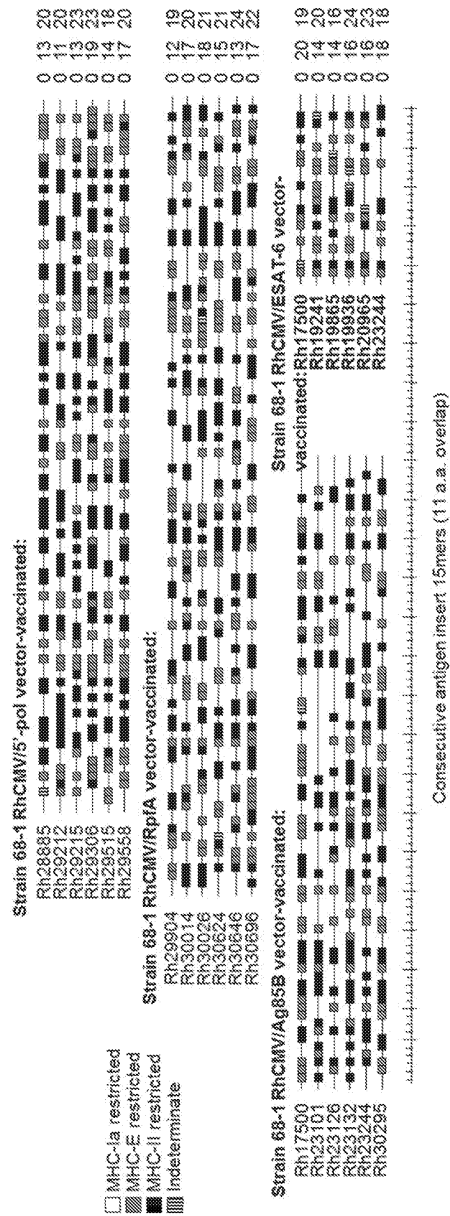 MHC-Ia restricted
MHC-E restricted
MHC-II restricted
Indeterminate
Strain 68-1 RhCMV/5'-pol vector-vaccinated:
Rh28885 0 13 20
Rh29212 0 11 20
Rh29215 0 13 23
Rh29306 0 19 23
Rh29515 0 14 18
Rh29558 0 17 20
Strain 68-1 RhCMV/RpfA vector-vaccinated:
Rh29904 0 12 19
Rh30014 0 17 20
Rh30026 0 18 21
Rh30624 0 15 21
Rh30646 0 13 24
Rh30696 0 17 22
Strain 68-1 RhCMV/Ag85B vector-vaccinated:
Rh17500
Rh23101
Rh23126
Rh23132
Rh23244
Rh30295
Strain 68-1 RhCMV/ESAT-6 vector-
vaccinated:
Rh17500 0 20 19
Rh19241 0 14 20
Rh19865 0 14 16
Rh19936 0 16 24
Rh20965 0 16 23
Rh23244 0 18 18
Consecutive antigen insert 15mers (11 a.a. overlap)